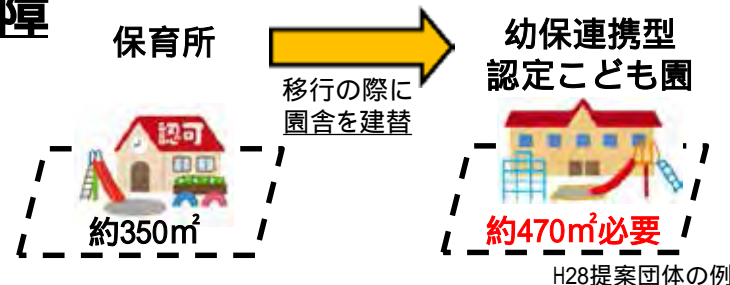 障
保育所
移行の際に
園舎を建替
幼保連携型
認定こども園
認可
約350㎡
約470㎡必要
H28提案団体の例